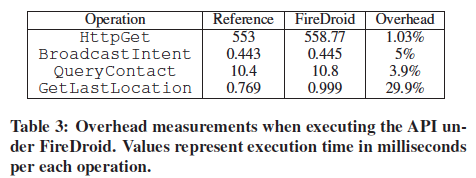 Operation Reference FireDroid Overhead
HttpGet 553 558.77 1.03%
BroadcastIntent 0.443 0.445 5%
QueryContact 10.4 10.8 3.9%
GetLastLocation 0.769 0.999 29.9%
Table 3: Overhead measurements when executing the API un-
der FireDroid. Values represent execution time in milliseconds
per each operation.